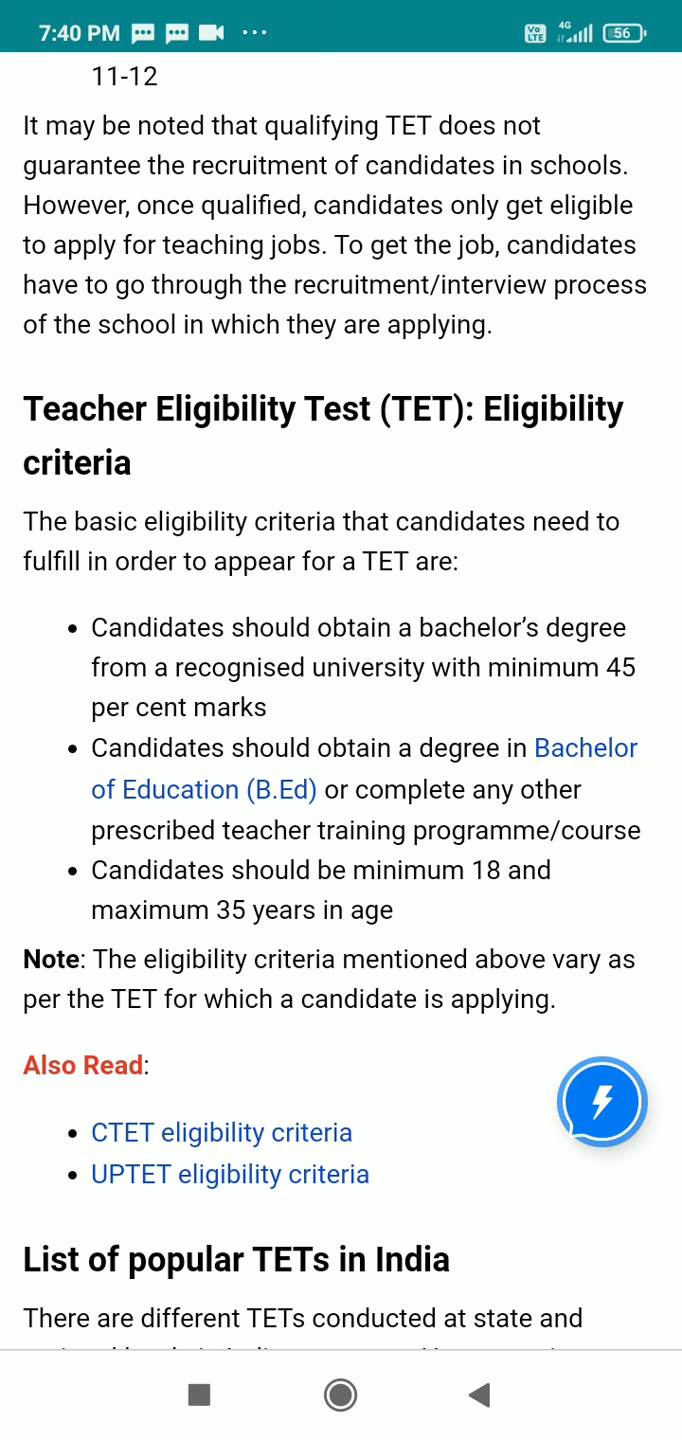 7:40 PM ... Vo LTE 4G 56
11-12
It may be noted that qualifying TET does not
guarantee the recruitment of candidates in schools.
However, once qualified, candidates only get eligible
to apply for teaching jobs. To get the job, candidates
have to go through the recruitment/interview process
of the school in which they are applying.
Teacher Eligibility Test (TET): Eligibility
criteria
The basic eligibility criteria that candidates need to
fulfill in order to appear for a TET are:
• Candidates should obtain a bachelor’s degree
from a recognised university with minimum 45
per cent marks
• Candidates should obtain a degree in Bachelor
of Education (B.Ed) or complete any other
prescribed teacher training programme/course
• Candidates should be minimum 18 and
maximum 35 years in age
Note: The eligibility criteria mentioned above vary as
per the TET for which a candidate is applying.
Also Read:
• CTET eligibility criteria
• UPTET eligibility criteria
List of popular TETs in India
There are different TETs conducted at state and